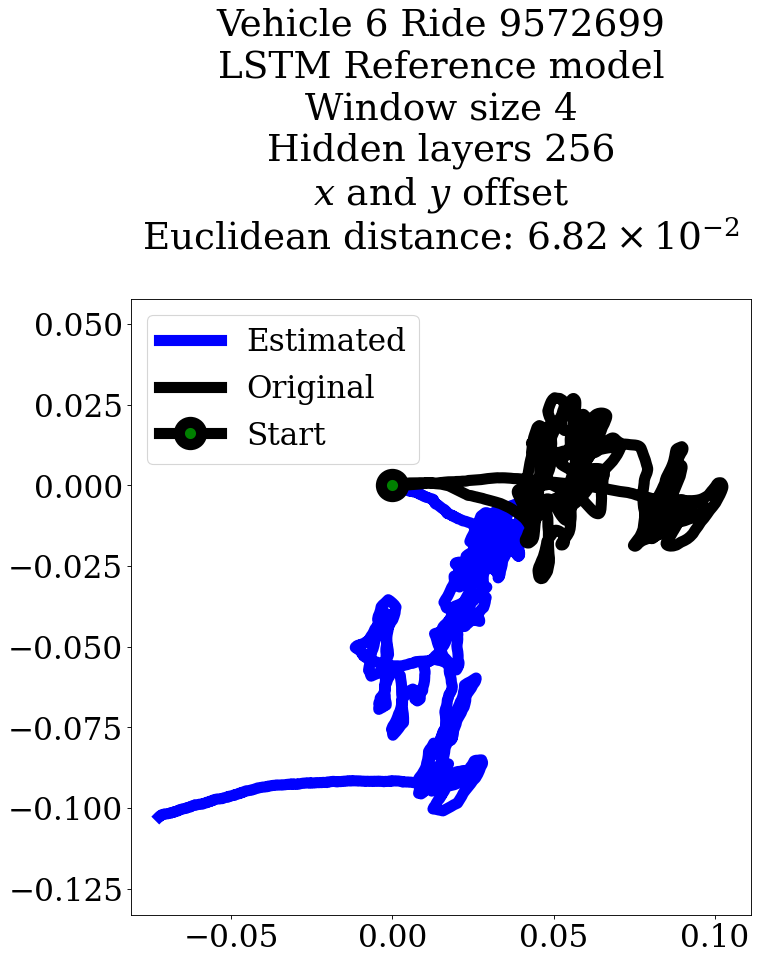 Vehicle 6 Ride 9572699
LSTM Reference model
Window size 4
Hidden layers 256
x and y offset
Euclidean distance: 6.82 × 10⁻²
Estimated
Original
Start
0.050
0.025
0.000
−0.025
−0.050
−0.075
−0.100
−0.125
−0.05 0.00 0.05 0.10